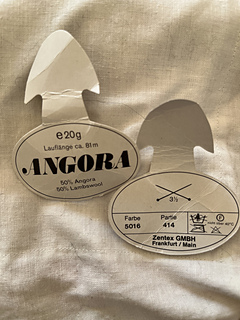 ℮20g
Lauflänge ca. 81m
ANGORA
50% Angora
50% Lambswool
3½
Farbe Partie
5016 414
Zentex GMBH
Frankfurt / Main